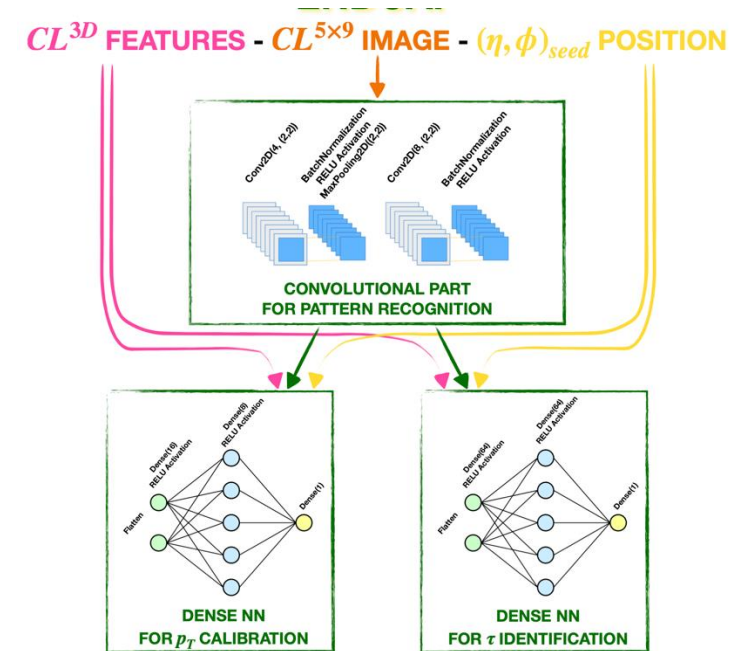 CL^3D FEATURES - CL^5×9 IMAGE - (η, ϕ)_seed POSITION
Conv2D(4, (2,2))
BatchNormalization
RELU Activation
MaxPooling2D((2,2)
Conv2D(8, (2,2))
BatchNormalization
RELU Activation
CONVOLUTIONAL PART
FOR PATTERN RECOGNITION
Flatten
Dense(16)
RELU Activation
Dense(8)
RELU Activation
Dense(1)
DENSE NN
FOR p_T CALIBRATION
Flatten
Dense(64)
RELU Activation
Dense(64)
RELU Activation
Dense(1)
DENSE NN
FOR τ IDENTIFICATION